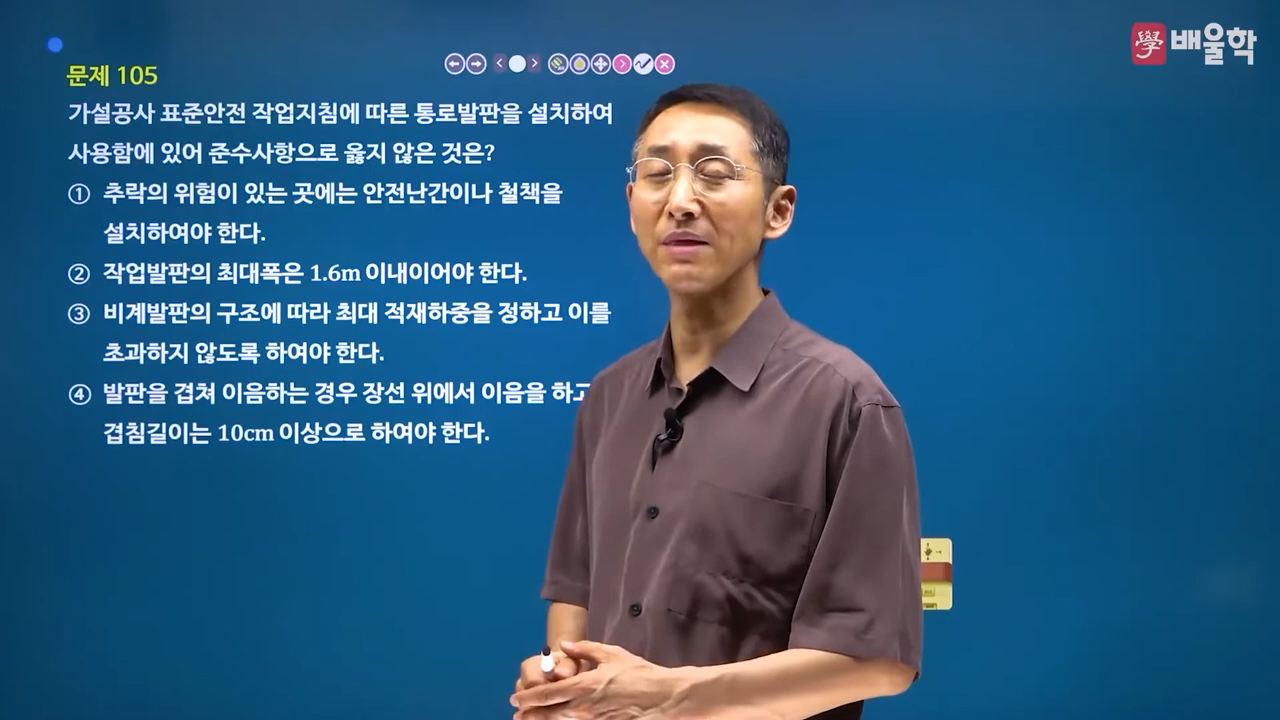 學 배울학
문제 105
가설공사 표준안전 작업지침에 따른 통로발판을 설치하여
사용함에 있어 준수사항으로 옳지 않은 것은?
① 추락의 위험이 있는 곳에는 안전난간이나 철책을
설치하여야 한다.
② 작업발판의 최대폭은 1.6m 이내이어야 한다.
③ 비계발판의 구조에 따라 최대 적재하중을 정하고 이를
초과하지 않도록 하여야 한다.
④ 발판을 겹쳐 이음하는 경우 장선 위에서 이음을 하고
겹침길이는 10cm 이상으로 하여야 한다.